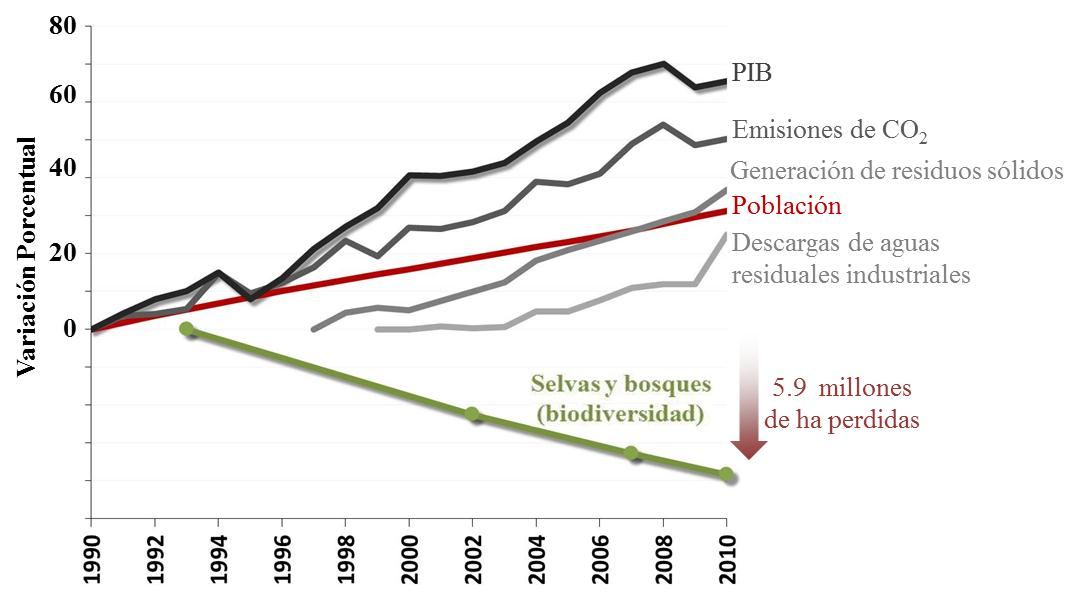 80
60
40
20
0
Variación Porcentual
PIB
Emisiones de CO₂
Generación de residuos sólidos
Población
Descargas de aguas
residuales industriales
Selvas y bosques
(biodiversidad)
5.9 millones
de ha perdidas
1990
1992
1994
1996
1998
2000
2002
2004
2006
2008
2010